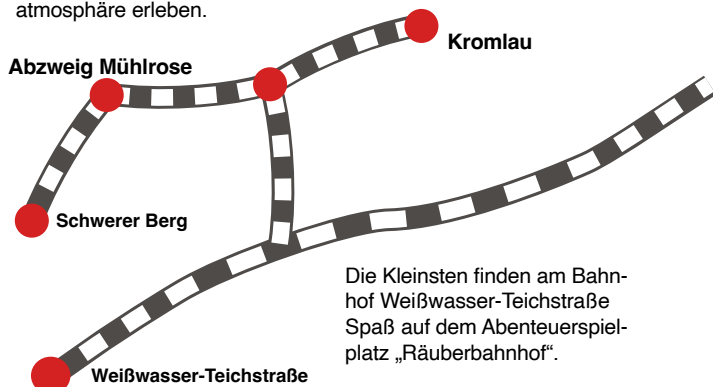 atmosphäre erleben.
Kromlau
Abzweig Mühlrose
Schwerer Berg
Die Kleinsten finden am Bahn-
hof Weißwasser-Teichstraße
Spaß auf dem Abenteuerspiel-
platz „Räuberbahnhof“.
Weißwasser-Teichstraße